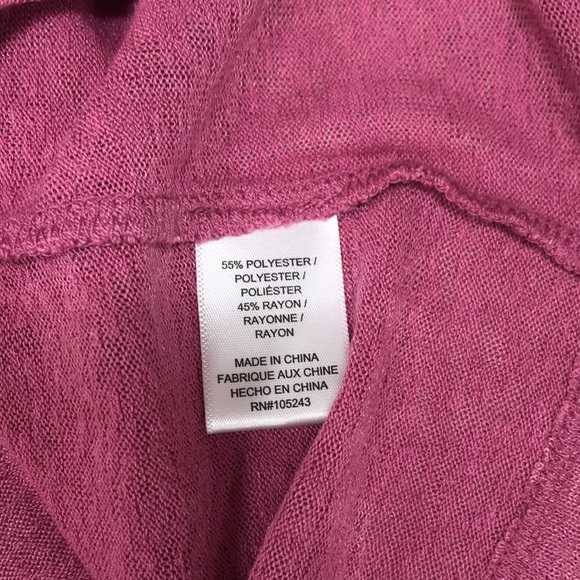 55% POLYESTER /
POLYESTER /
POLIÉSTER
45% RAYON /
RAYONNE /
RAYON
MADE IN CHINA
FABRIQUE AUX CHINE
HECHO EN CHINA
RN#105243